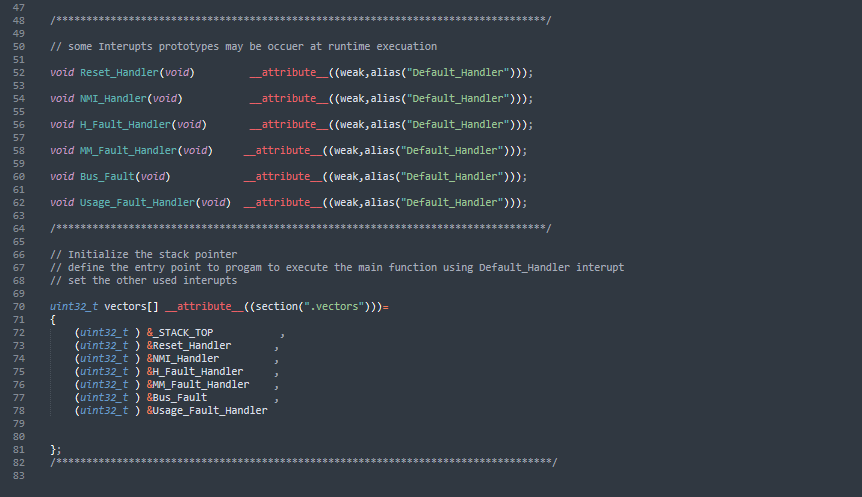 47
48 /*********************************************************************************/
49
50 // some Interupts prototypes may be occuer at runtime execuation
51
52 void Reset_Handler(void) __attribute__((weak,alias("Default_Handler")));
53
54 void NMI_Handler(void) __attribute__((weak,alias("Default_Handler")));
55
56 void H_Fault_Handler(void) __attribute__((weak,alias("Default_Handler")));
57
58 void MM_Fault_Handler(void) __attribute__((weak,alias("Default_Handler")));
59
60 void Bus_Fault(void) __attribute__((weak,alias("Default_Handler")));
61
62 void Usage_Fault_Handler(void) __attribute__((weak,alias("Default_Handler")));
63
64 /*********************************************************************************/
65
66 // Initialize the stack pointer
67 // define the entry point to progam to execute the main function using Default_Handler interupt
68 // set the other used interupts
69
70 uint32_t vectors[] __attribute__((section(".vectors")))=
71 {
72 (uint32_t ) &_STACK_TOP ,
73 (uint32_t ) &Reset_Handler ,
74 (uint32_t ) &NMI_Handler ,
75 (uint32_t ) &H_Fault_Handler ,
76 (uint32_t ) &MM_Fault_Handler ,
77 (uint32_t ) &Bus_Fault ,
78 (uint32_t ) &Usage_Fault_Handler
79
80
81 };
82 /**********************************************************************************/
83